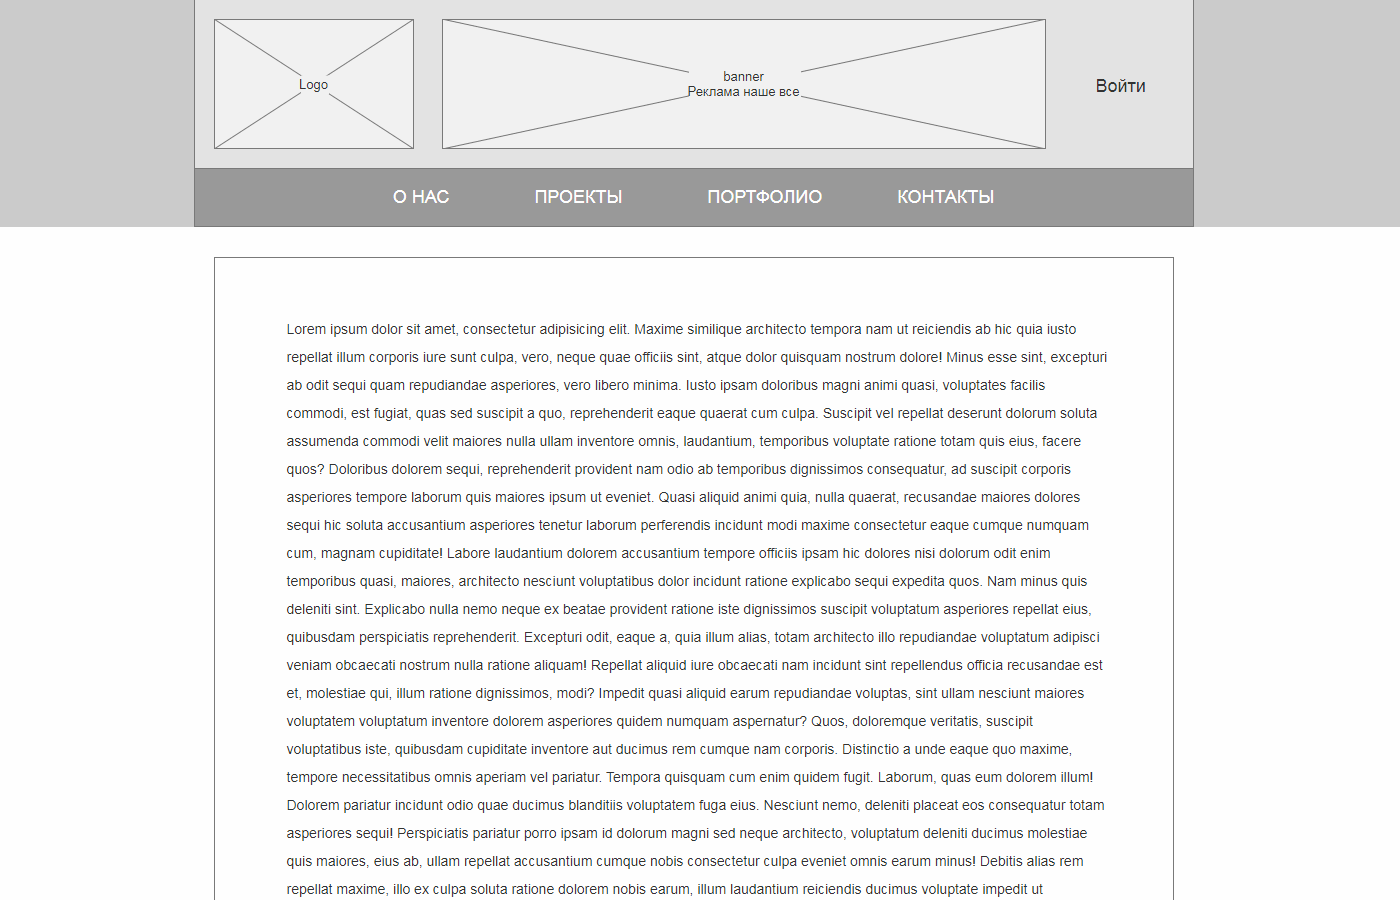 Logo
banner
Реклама наше все
Войти
О НАС ПРОЕКТЫ ПОРТФОЛИО КОНТАКТЫ
Lorem ipsum dolor sit amet, consectetur adipisicing elit. Maxime similique architecto tempora nam ut reiciendis ab hic quia iusto
repellat illum corporis iure sunt culpa, vero, neque quae officiis sint, atque dolor quisquam nostrum dolore! Minus esse sint, excepturi
ab odit sequi quam repudiandae asperiores, vero libero minima. Iusto ipsam doloribus magni animi quasi, voluptates facilis
commodi, est fugiat, quas sed suscipit a quo, reprehenderit eaque quaerat cum culpa. Suscipit vel repellat deserunt dolorum soluta
assumenda commodi velit maiores nulla ullam inventore omnis, laudantium, temporibus voluptate ratione totam quis eius, facere
quos? Doloribus dolorem sequi, reprehenderit provident nam odio ab temporibus dignissimos consequatur, ad suscipit corporis
asperiores tempore laborum quis maiores ipsum ut eveniet. Quasi aliquid animi quia, nulla quaerat, recusandae maiores dolores
sequi hic soluta accusantium asperiores tenetur laborum perferendis incidunt modi maxime consectetur eaque cumque numquam
cum, magnam cupiditate! Labore laudantium dolorem accusantium tempore officiis ipsam hic dolores nisi dolorum odit enim
temporibus quasi, maiores, architecto nesciunt voluptatibus dolor incidunt ratione explicabo sequi expedita quos. Nam minus quis
deleniti sint. Explicabo nulla nemo neque ex beatae provident ratione iste dignissimos suscipit voluptatum asperiores repellat eius,
quibusdam perspiciatis reprehenderit. Excepturi odit, eaque a, quia illum alias, totam architecto illo repudiandae voluptatum adipisci
veniam obcaecati nostrum nulla ratione aliquam! Repellat aliquid iure obcaecati nam incidunt sint repellendus officia recusandae est
et, molestiae qui, illum ratione dignissimos, modi? Impedit quasi aliquid earum repudiandae voluptas, sint ullam nesciunt maiores
voluptatem voluptatum inventore dolorem asperiores quidem numquam aspernatur? Quos, doloremque veritatis, suscipit
voluptatibus iste, quibusdam cupiditate inventore aut ducimus rem cumque nam corporis. Distinctio a unde eaque quo maxime,
tempore necessitatibus omnis aperiam vel pariatur. Tempora quisquam cum enim quidem fugit. Laborum, quas eum dolorem illum!
Dolorem pariatur incidunt odio quae ducimus blanditiis voluptatem fuga eius. Nesciunt nemo, deleniti placeat eos consequatur totam
asperiores sequi! Perspiciatis pariatur porro ipsam id dolorum magni sed neque architecto, voluptatum deleniti ducimus molestiae
quis maiores, eius ab, ullam repellat accusantium cumque nobis consectetur culpa eveniet omnis earum minus! Debitis alias rem
repellat maxime, illo ex culpa soluta ratione dolorem nobis earum, illum laudantium reiciendis ducimus voluptate impedit ut